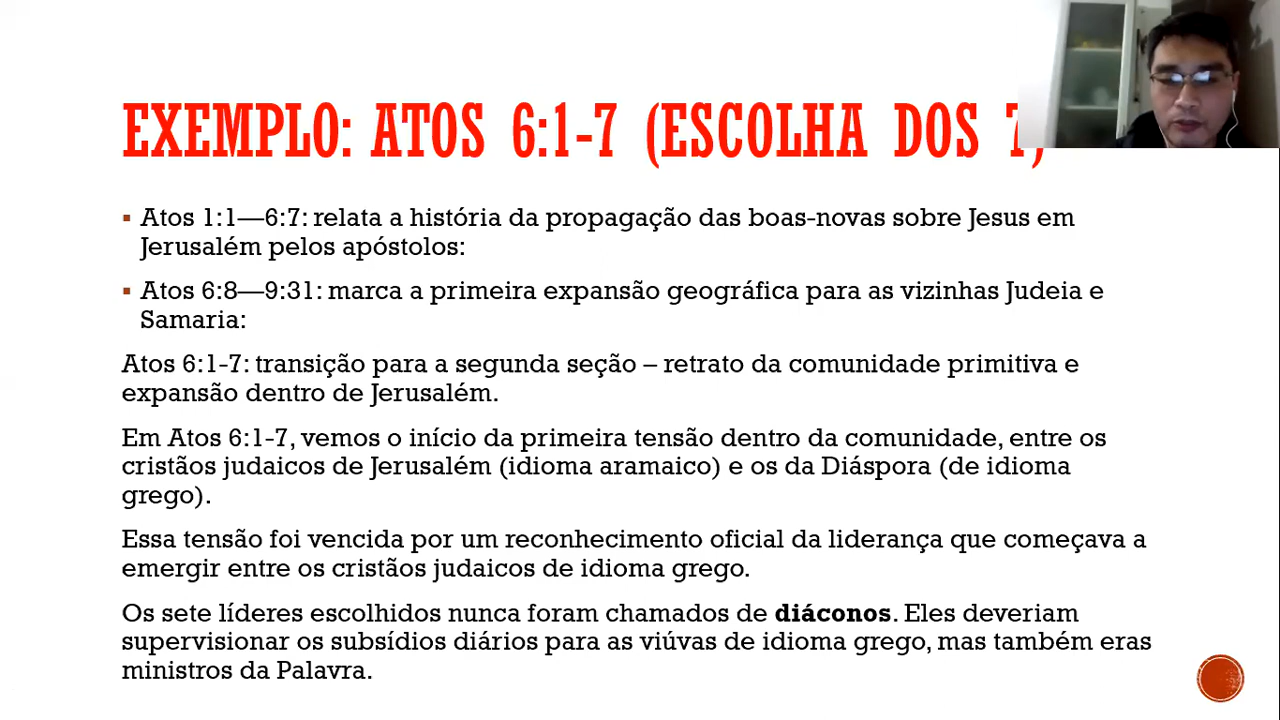 EXEMPLO: ATOS 6:1-7 (ESCOLHA DOS 7)
▪ Atos 1:1—6:7: relata a história da propagação das boas-novas sobre Jesus em
Jerusalém pelos apóstolos:
▪ Atos 6:8—9:31: marca a primeira expansão geográfica para as vizinhas Judeia e
Samaria:
Atos 6:1-7: transição para a segunda seção – retrato da comunidade primitiva e
expansão dentro de Jerusalém.
Em Atos 6:1-7, vemos o início da primeira tensão dentro da comunidade, entre os
cristãos judaicos de Jerusalém (idioma aramaico) e os da Diáspora (de idioma
grego).
Essa tensão foi vencida por um reconhecimento oficial da liderança que começava a
emergir entre os cristãos judaicos de idioma grego.
Os sete líderes escolhidos nunca foram chamados de diáconos. Eles deveriam
supervisionar os subsídios diários para as viúvas de idioma grego, mas também eras
ministros da Palavra.